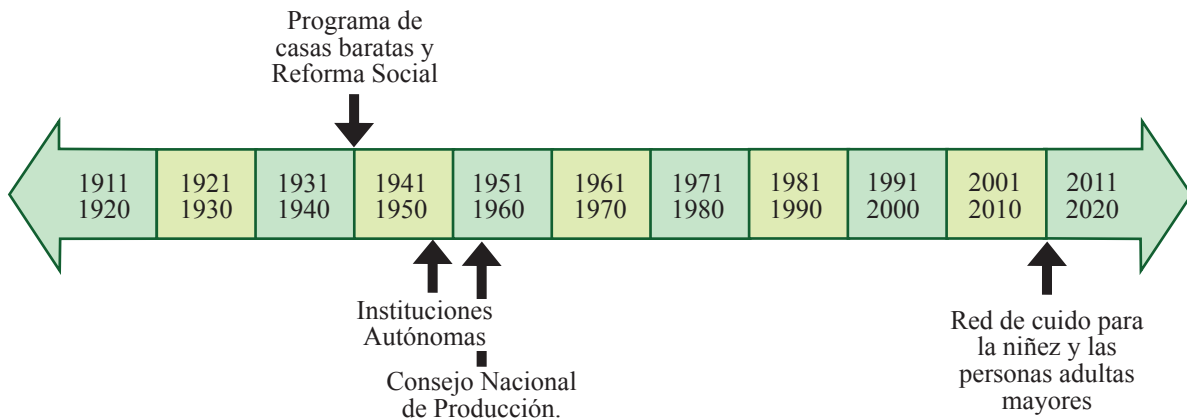 Programa de
casas baratas y
Reforma Social
1911
1920
1921
1930
1931
1940
1941
1950
1951
1960
1961
1970
1971
1980
1981
1990
1991
2000
2001
2010
2011
2020
Instituciones
Autónomas
Consejo Nacional
de Producción.
Red de cuido para
la niñez y las
personas adultas
mayores